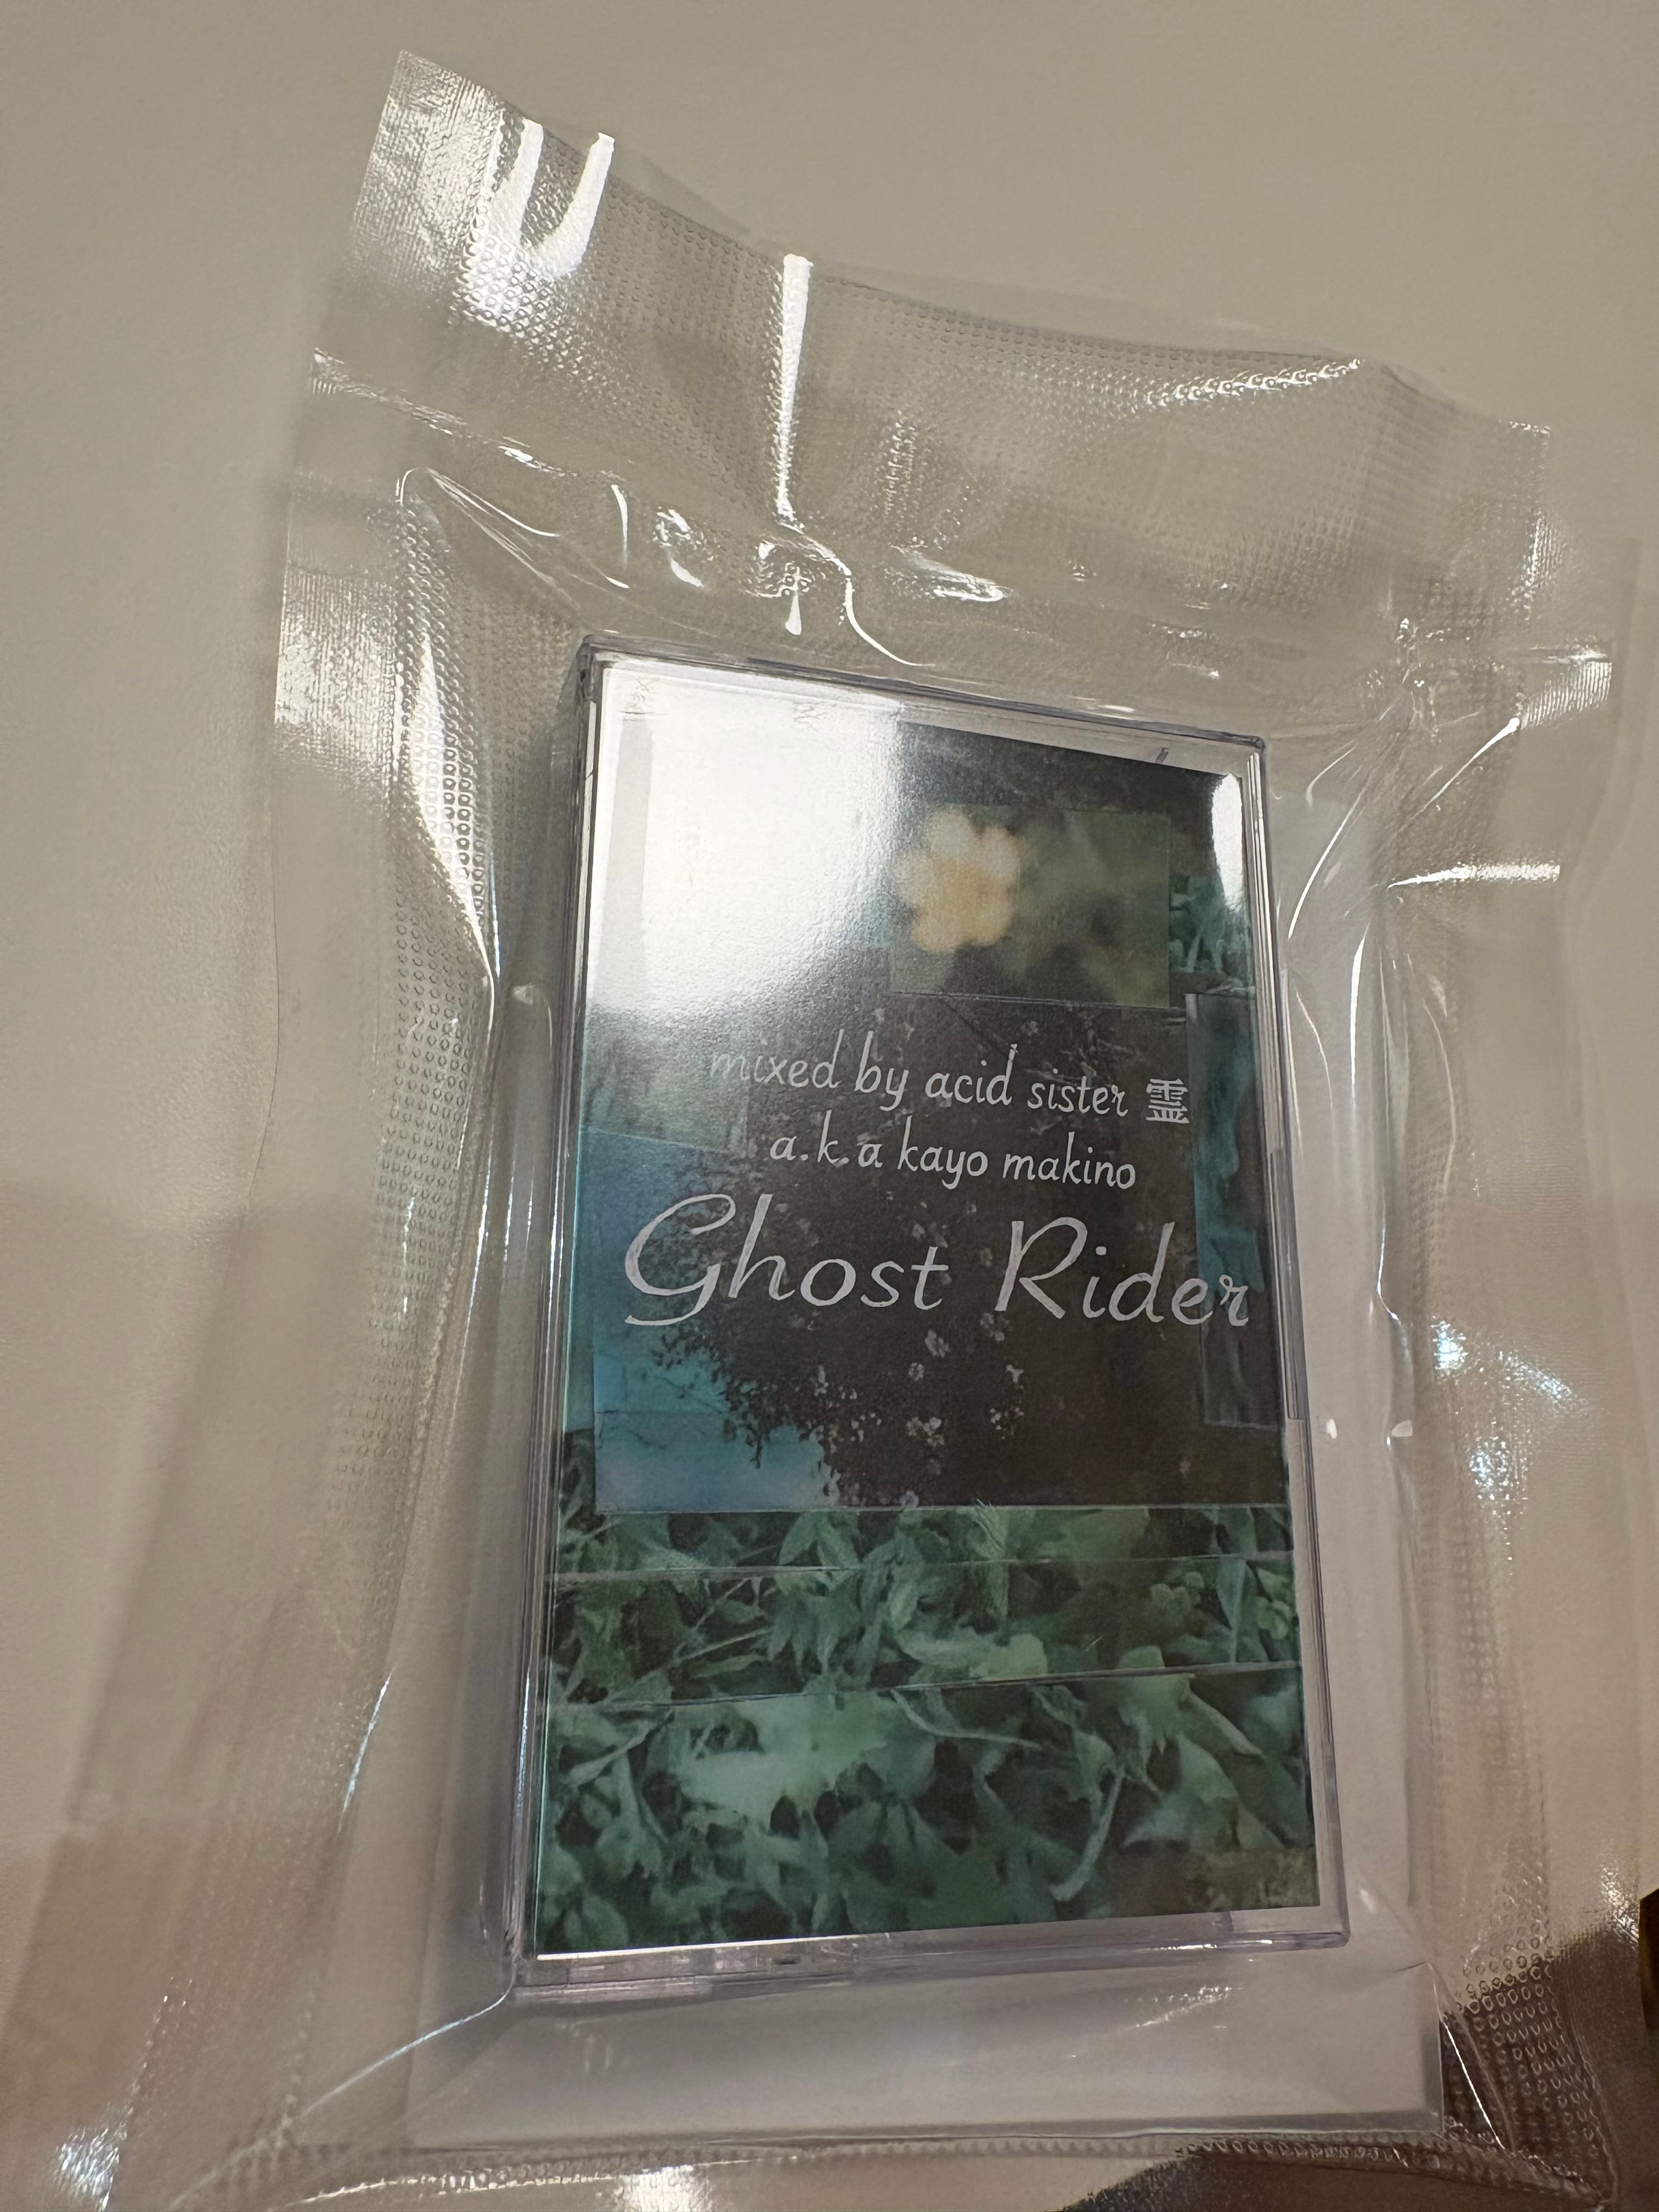 mixed by acid sister 霊
a.k.a kayo makino
Ghost Rider